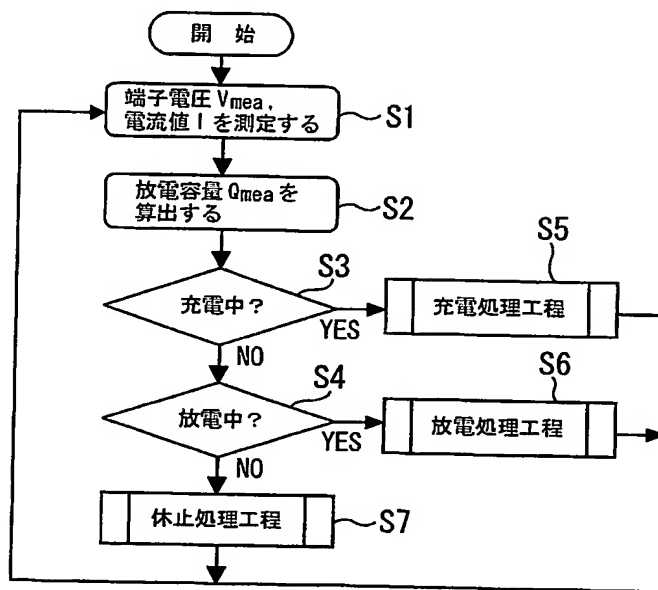 開 始
端子電圧 Vmea,
電流値 I を測定する
S1
放電容量 Qmea を
算出する
S2
S3
充電中?
YES
NO
S5
充電処理工程
S4
放電中?
YES
NO
S6
放電処理工程
休止処理工程
S7